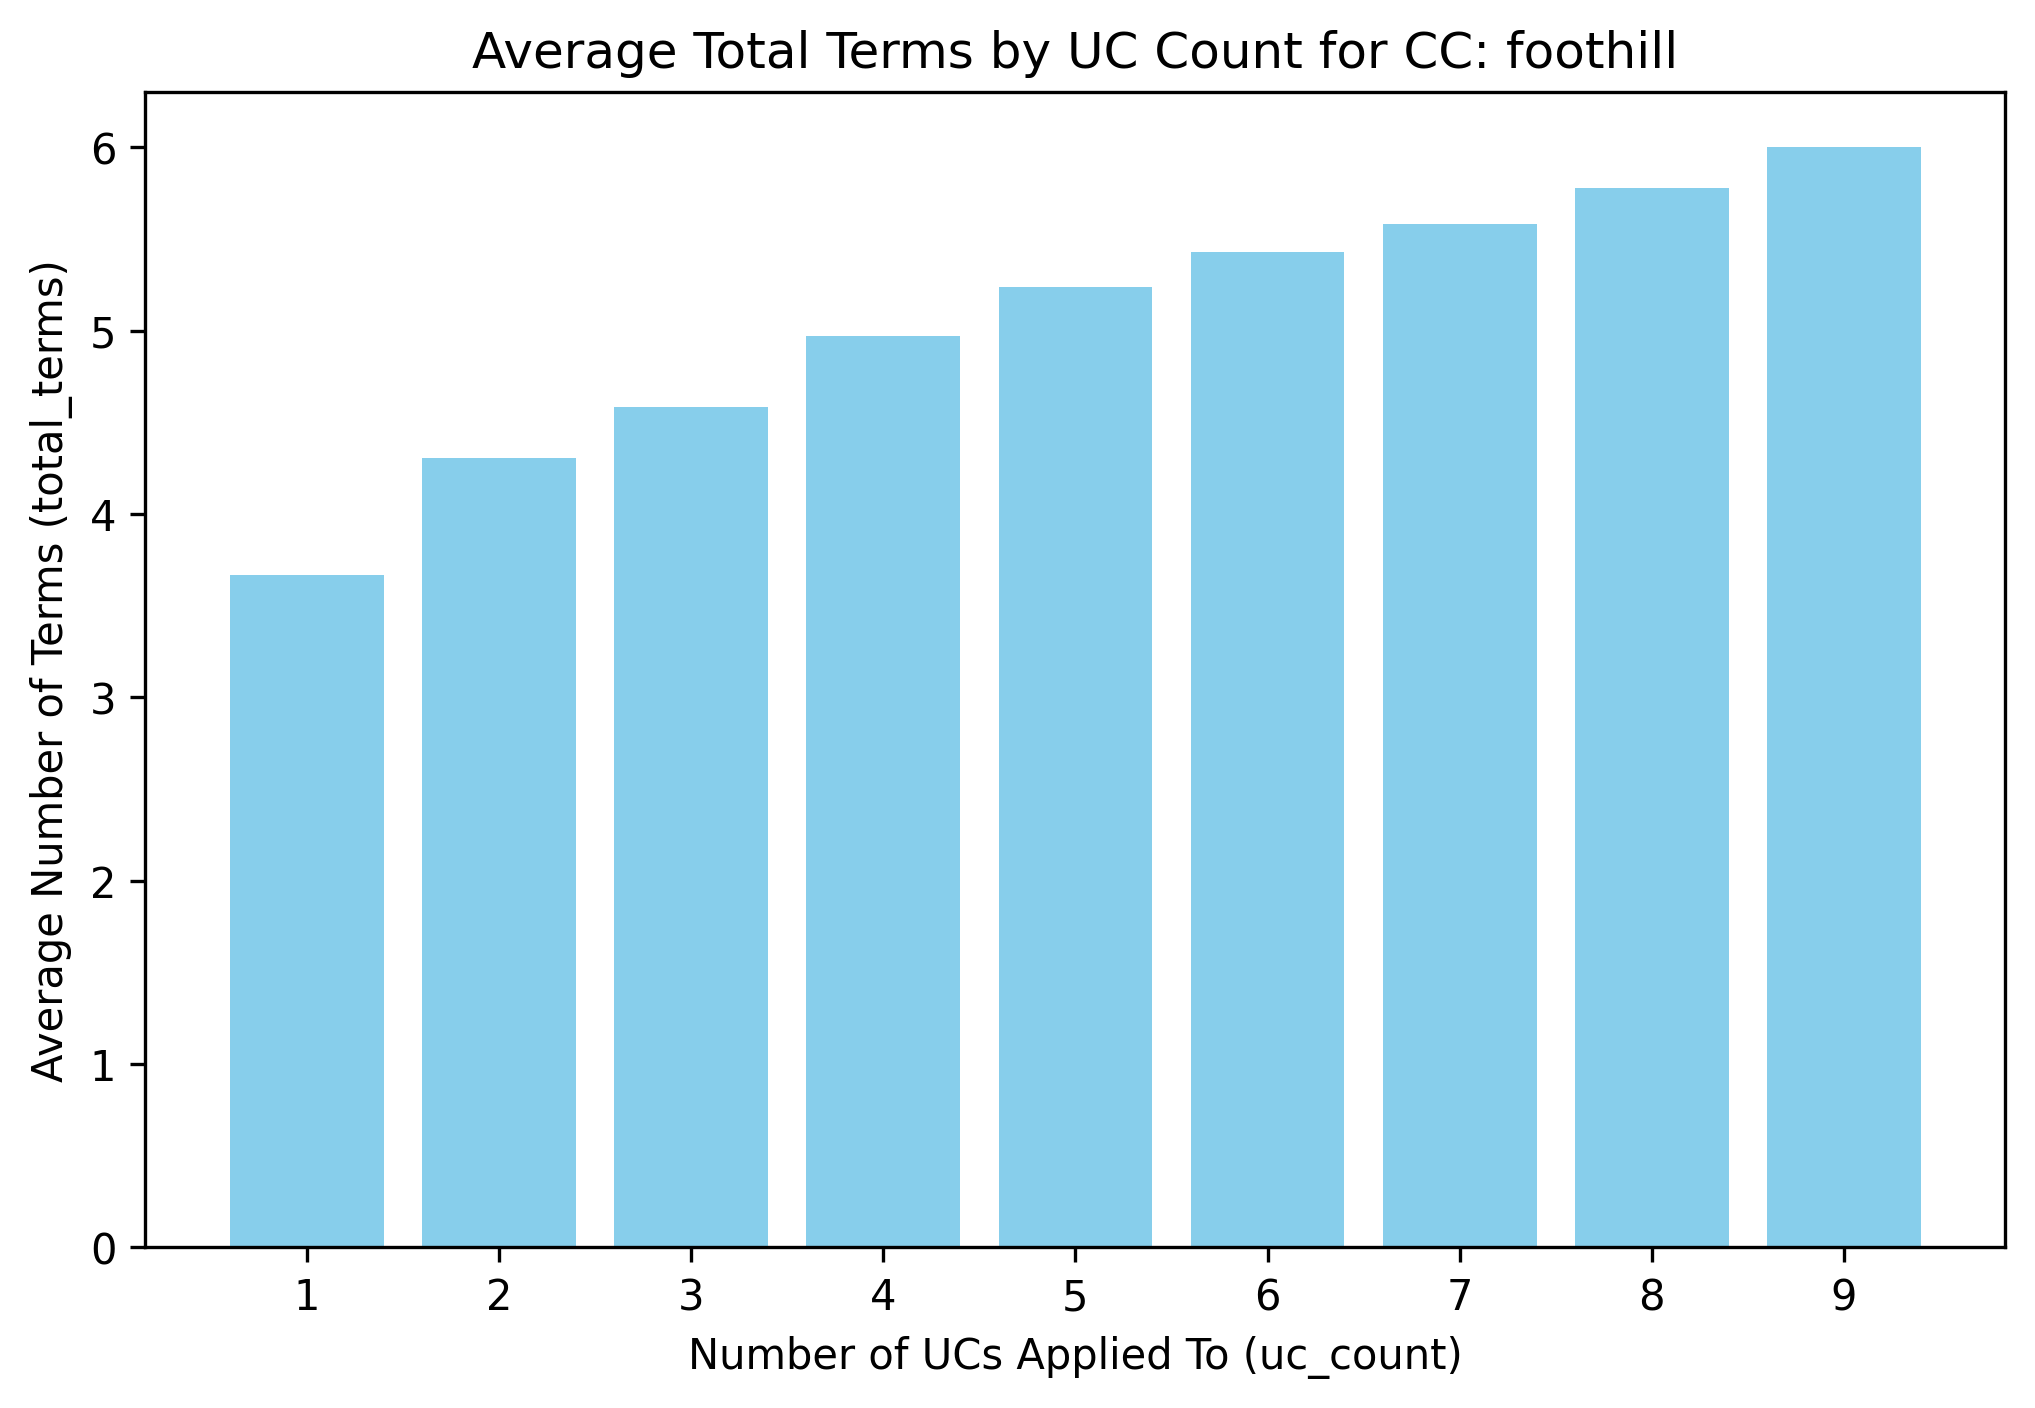 Average Total Terms by UC Count for CC: foothill
Average Number of Terms (total_terms)
6
5
4
3
2
1
0
1 2 3 4 5 6 7 8 9
Number of UCs Applied To (uc_count)